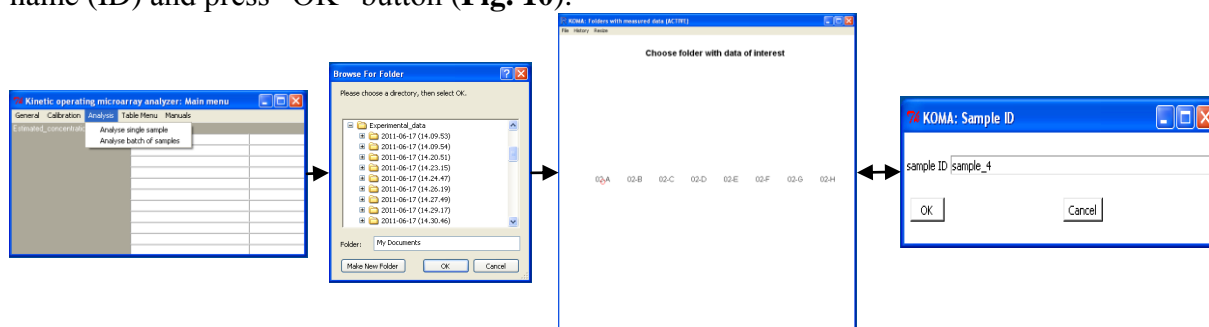 name (ID) and press "OK" button (Fig. 10).
Kinetic operating microarray analyzer: Main menu
General Calibration Analysis Table Menu Manuals
Analyse single sample
Analyse batch of samples
Browse For Folder
Please choose a directory, then select OK.
Experimental_data
2011-06-17 (14.09.53)
2011-06-17 (14.09.54)
2011-06-17 (14.20.51)
2011-06-17 (14.23.15)
2011-06-17 (14.24.47)
2011-06-17 (14.26.19)
2011-06-17 (14.27.49)
2011-06-17 (14.29.17)
2011-06-17 (14.30.46)
Folder: My Documents
Make New Folder OK Cancel
KOMA: Folders with measured data (ACTIVE)
File History Resize
Choose folder with data of interest
02-A 02-B 02-C 02-D 02-E 02-F 02-G 02-H
KOMA: Sample ID
sample ID sample_4
OK Cancel